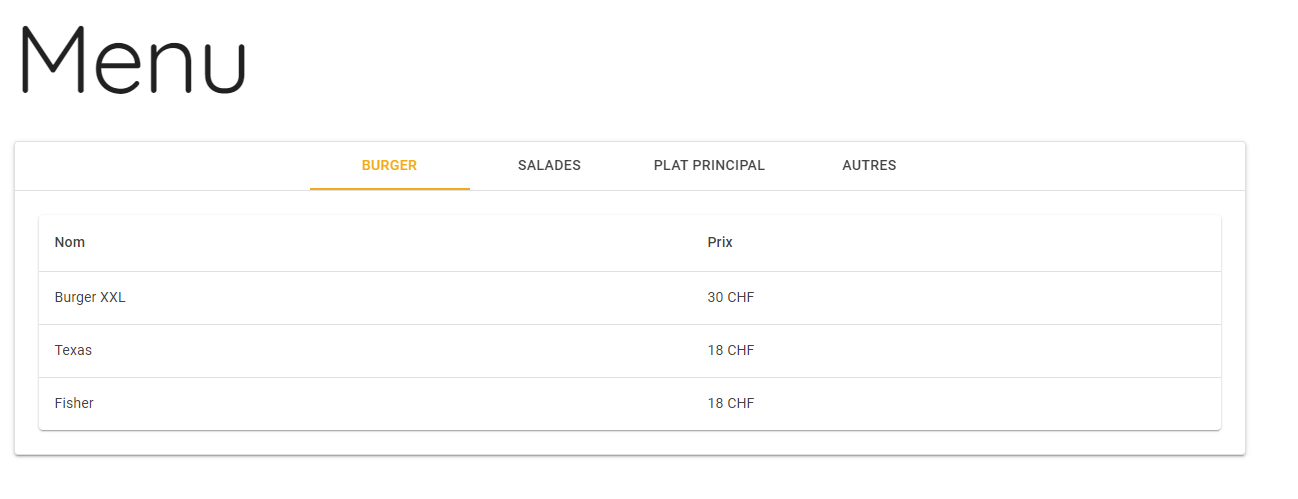 Menu
BURGER SALADES PLAT PRINCIPAL AUTRES
Nom Prix
Burger XXL 30 CHF
Texas 18 CHF
Fisher 18 CHF